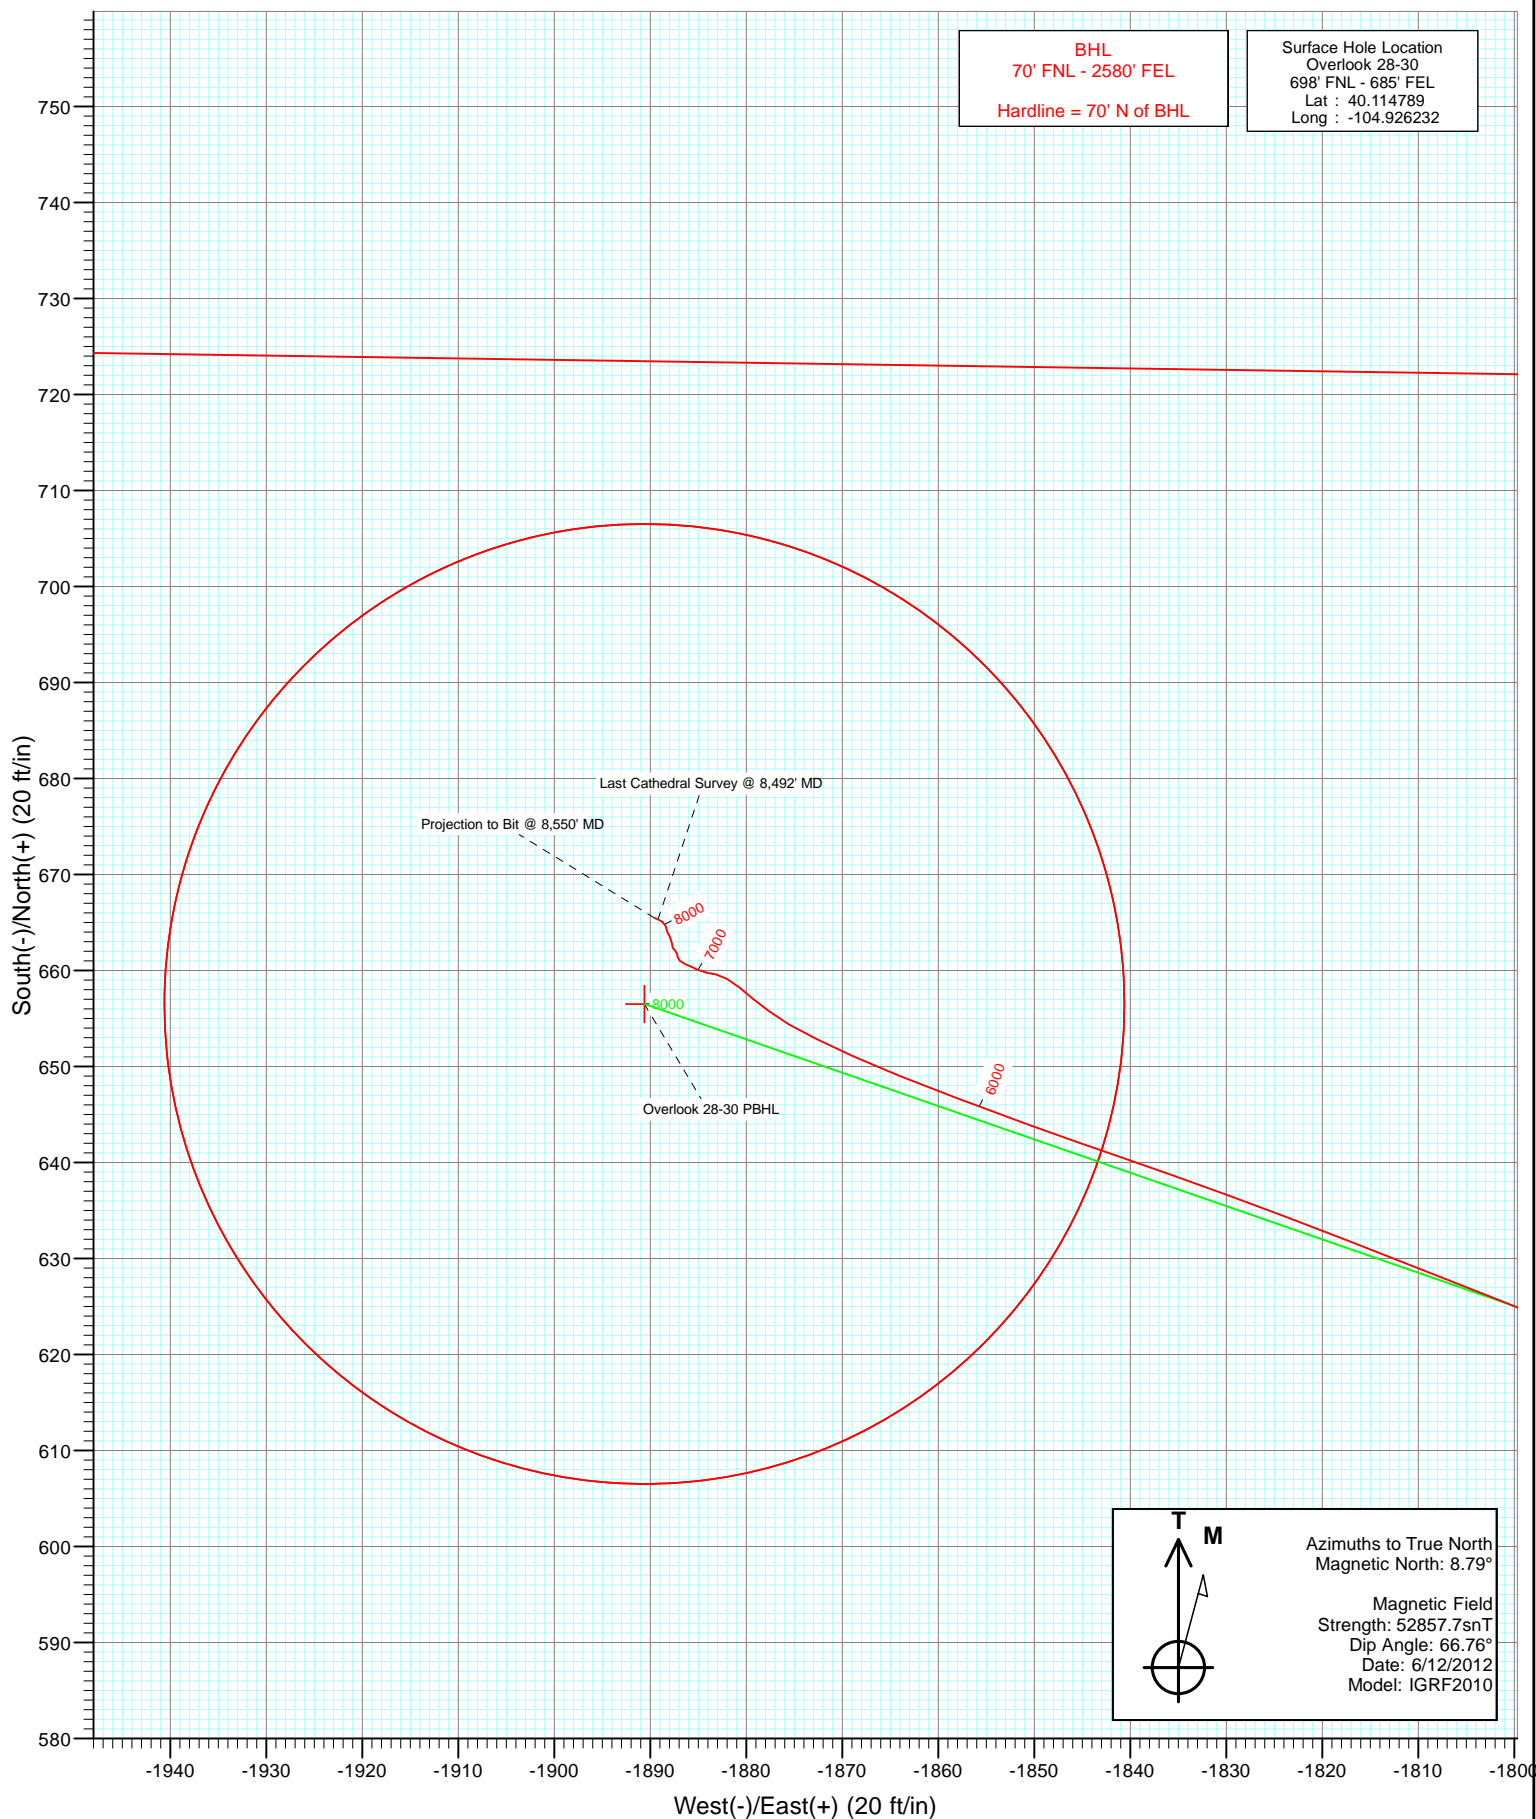 BHL
70' FNL - 2580' FEL
Hardline = 70' N of BHL
Surface Hole Location
Overlook 28-30
698' FNL - 685' FEL
Lat : 40.114789
Long : -104.926232
750
740
730
720
710
700
690
680
670
660
650
640
630
620
610
600
590
580
South(-)/North(+) (20 ft/in)
Last Cathedral Survey @ 8,492' MD
Projection to Bit @ 8,550' MD
8000
7000
8000
6000
Overlook 28-30 PBHL
T
M
Azimuths to True North
Magnetic North: 8.79°
Magnetic Field
Strength: 52857.7snT
Dip Angle: 66.76°
Date: 6/12/2012
Model: IGRF2010
-1940 -1930 -1920 -1910 -1900 -1890 -1880 -1870 -1860 -1850 -1840 -1830 -1820 -1810 -1800
West(-)/East(+) (20 ft/in)